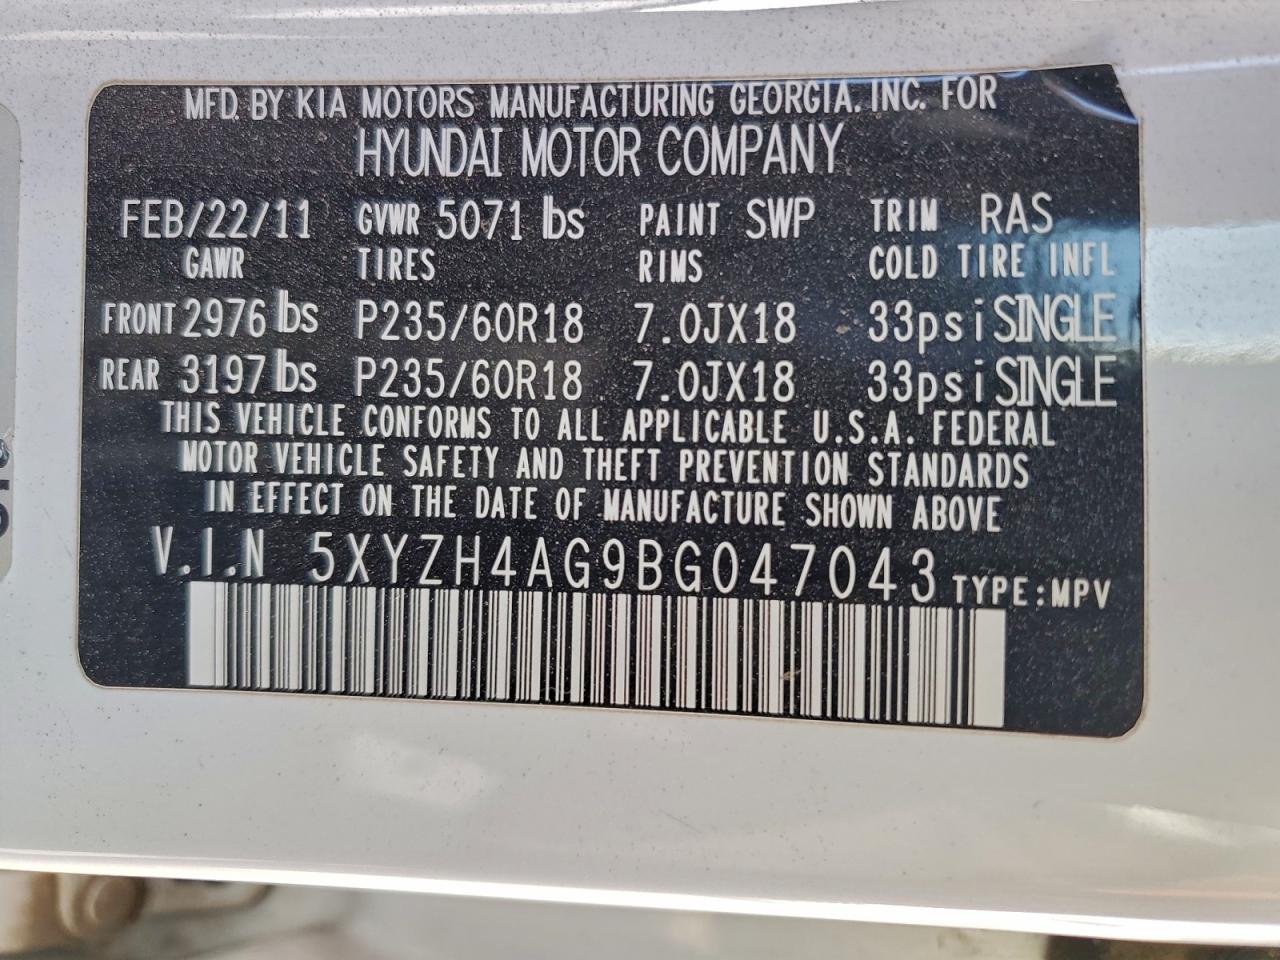 MFD. BY KIA MOTORS MANUFACTURING GEORGIA. INC. FOR
HYUNDAI MOTOR COMPANY
FEB/22/11 GVWR 5071 lbs PAINT SWP TRIM RAS
GAWR TIRES RIMS COLD TIRE INFL
FRONT 2976 lbs P235/60R18 7.0JX18 33psi SINGLE
REAR 3197 lbs P235/60R18 7.0JX18 33psi SINGLE
THIS VEHICLE CONFORMS TO ALL APPLICABLE U.S.A. FEDERAL
MOTOR VEHICLE SAFETY AND THEFT PREVENTION STANDARDS
IN EFFECT ON THE DATE OF MANUFACTURE SHOWN ABOVE
V.I.N 5XYZH4AG9BG047043 TYPE:MPV